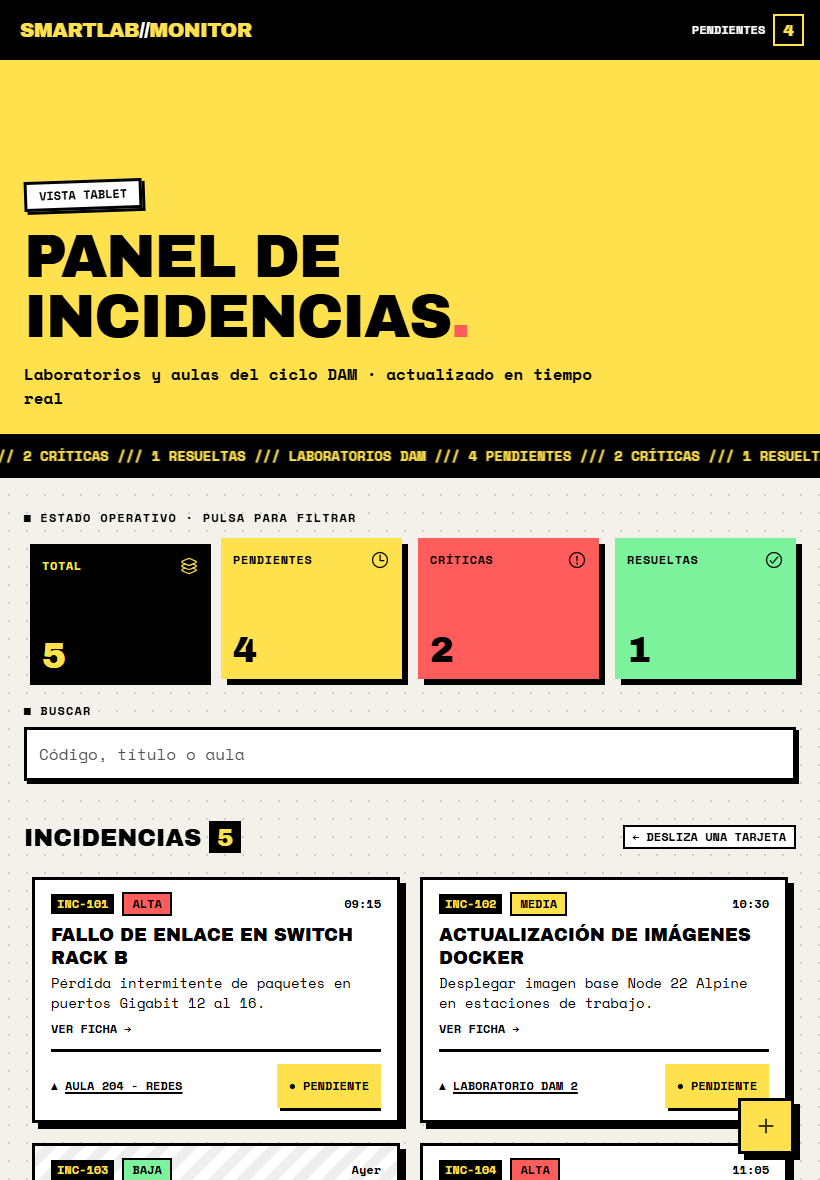 SMARTLAB//MONITOR
PENDIENTES 4
VISTA TABLET
PANEL DE
INCIDENCIAS.
Laboratorios y aulas del ciclo DAM · actualizado en tiempo
real
// 2 CRÍTICAS /// 1 RESUELTAS /// LABORATORIOS DAM /// 4 PENDIENTES /// 2 CRÍTICAS /// 1 RESUELT
■ ESTADO OPERATIVO · PULSA PARA FILTRAR
TOTAL
5
PENDIENTES
4
CRÍTICAS
2
RESUELTAS
1
■ BUSCAR
Código, título o aula
INCIDENCIAS 5
← DESLIZA UNA TARJETA
INC-101 ALTA 09:15
FALLO DE ENLACE EN SWITCH
RACK B
Pérdida intermitente de paquetes en
puertos Gigabit 12 al 16.
VER FICHA →
▲ AULA 204 - REDES
● PENDIENTE
INC-102 MEDIA 10:30
ACTUALIZACIÓN DE IMÁGENES
DOCKER
Desplegar imagen base Node 22 Alpine
en estaciones de trabajo.
VER FICHA →
▲ LABORATORIO DAM 2
● PENDIENTE
+
INC-103 BAJA Ayer
INC-104 ALTA 11:05